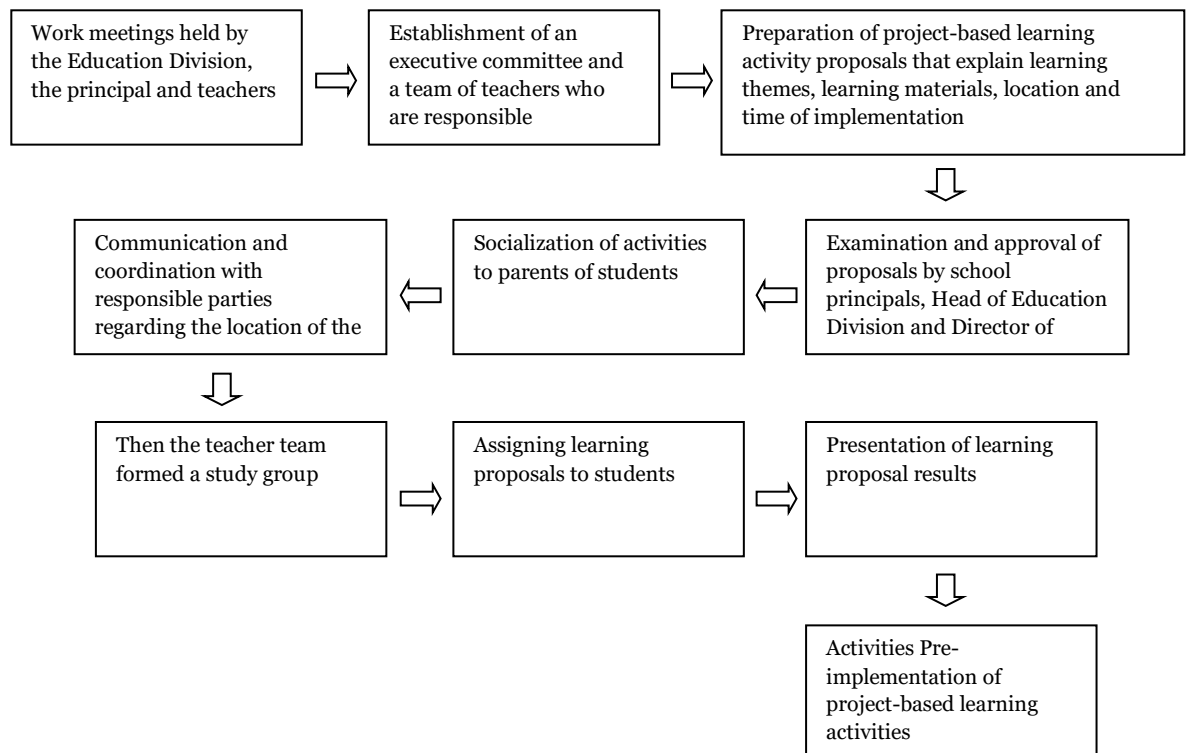 Work meetings held by
the Education Division,
the principal and teachers
Establishment of an
executive committee and
a team of teachers who
are responsible
Preparation of project-based learning
activity proposals that explain learning
themes, learning materials, location and
time of implementation
Examination and approval of
proposals by school
principals, Head of Education
Division and Director of
Socialization of activities
to parents of students
Communication and
coordination with
responsible parties
regarding the location of the
Then the teacher team
formed a study group
Assigning learning
proposals to students
Presentation of learning
proposal results
Activities Pre-
implementation of
project-based learning
activities